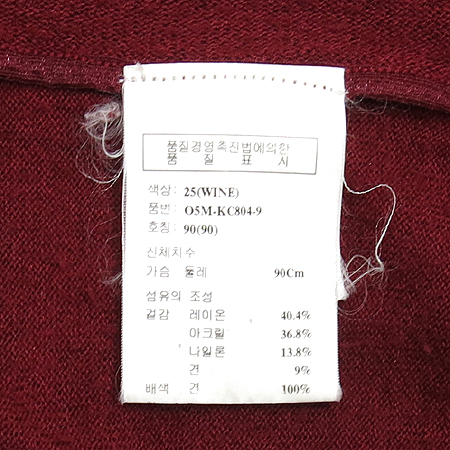 품질경영촉진법에의한
품 질 표 시
색상: 25(WINE)
품번: O5M-KC804-9
호칭: 90(90)
신체치수
가슴 둘레 90Cm
섬유의 조성
겉감 레이온 40.4%
아크릴 36.8%
나일론 13.8%
견 9%
배색 견 100%